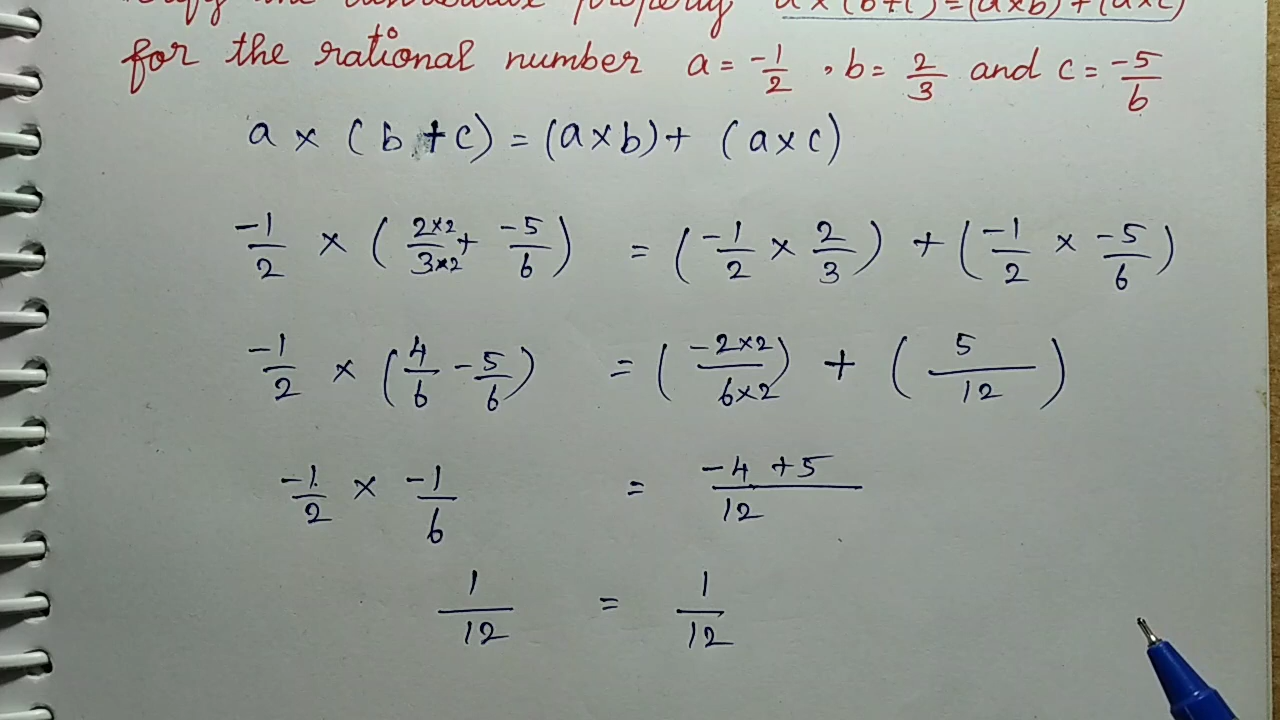 property a × (b+c) = (a×b) + (a×c)
for the rational number a = -1/2 , b = 2/3 and c = -5/6
a × (b + c) = (a×b) + (a×c)
-1/2 × (2×2/3×2 + -5/6) = (-1/2 × 2/3) + (-1/2 × -5/6)
-1/2 × (4/6 - 5/6) = (-2×2/6×2) + (5/12)
-1/2 × -1/6 = -4 +5/12
1/12 = 1/12